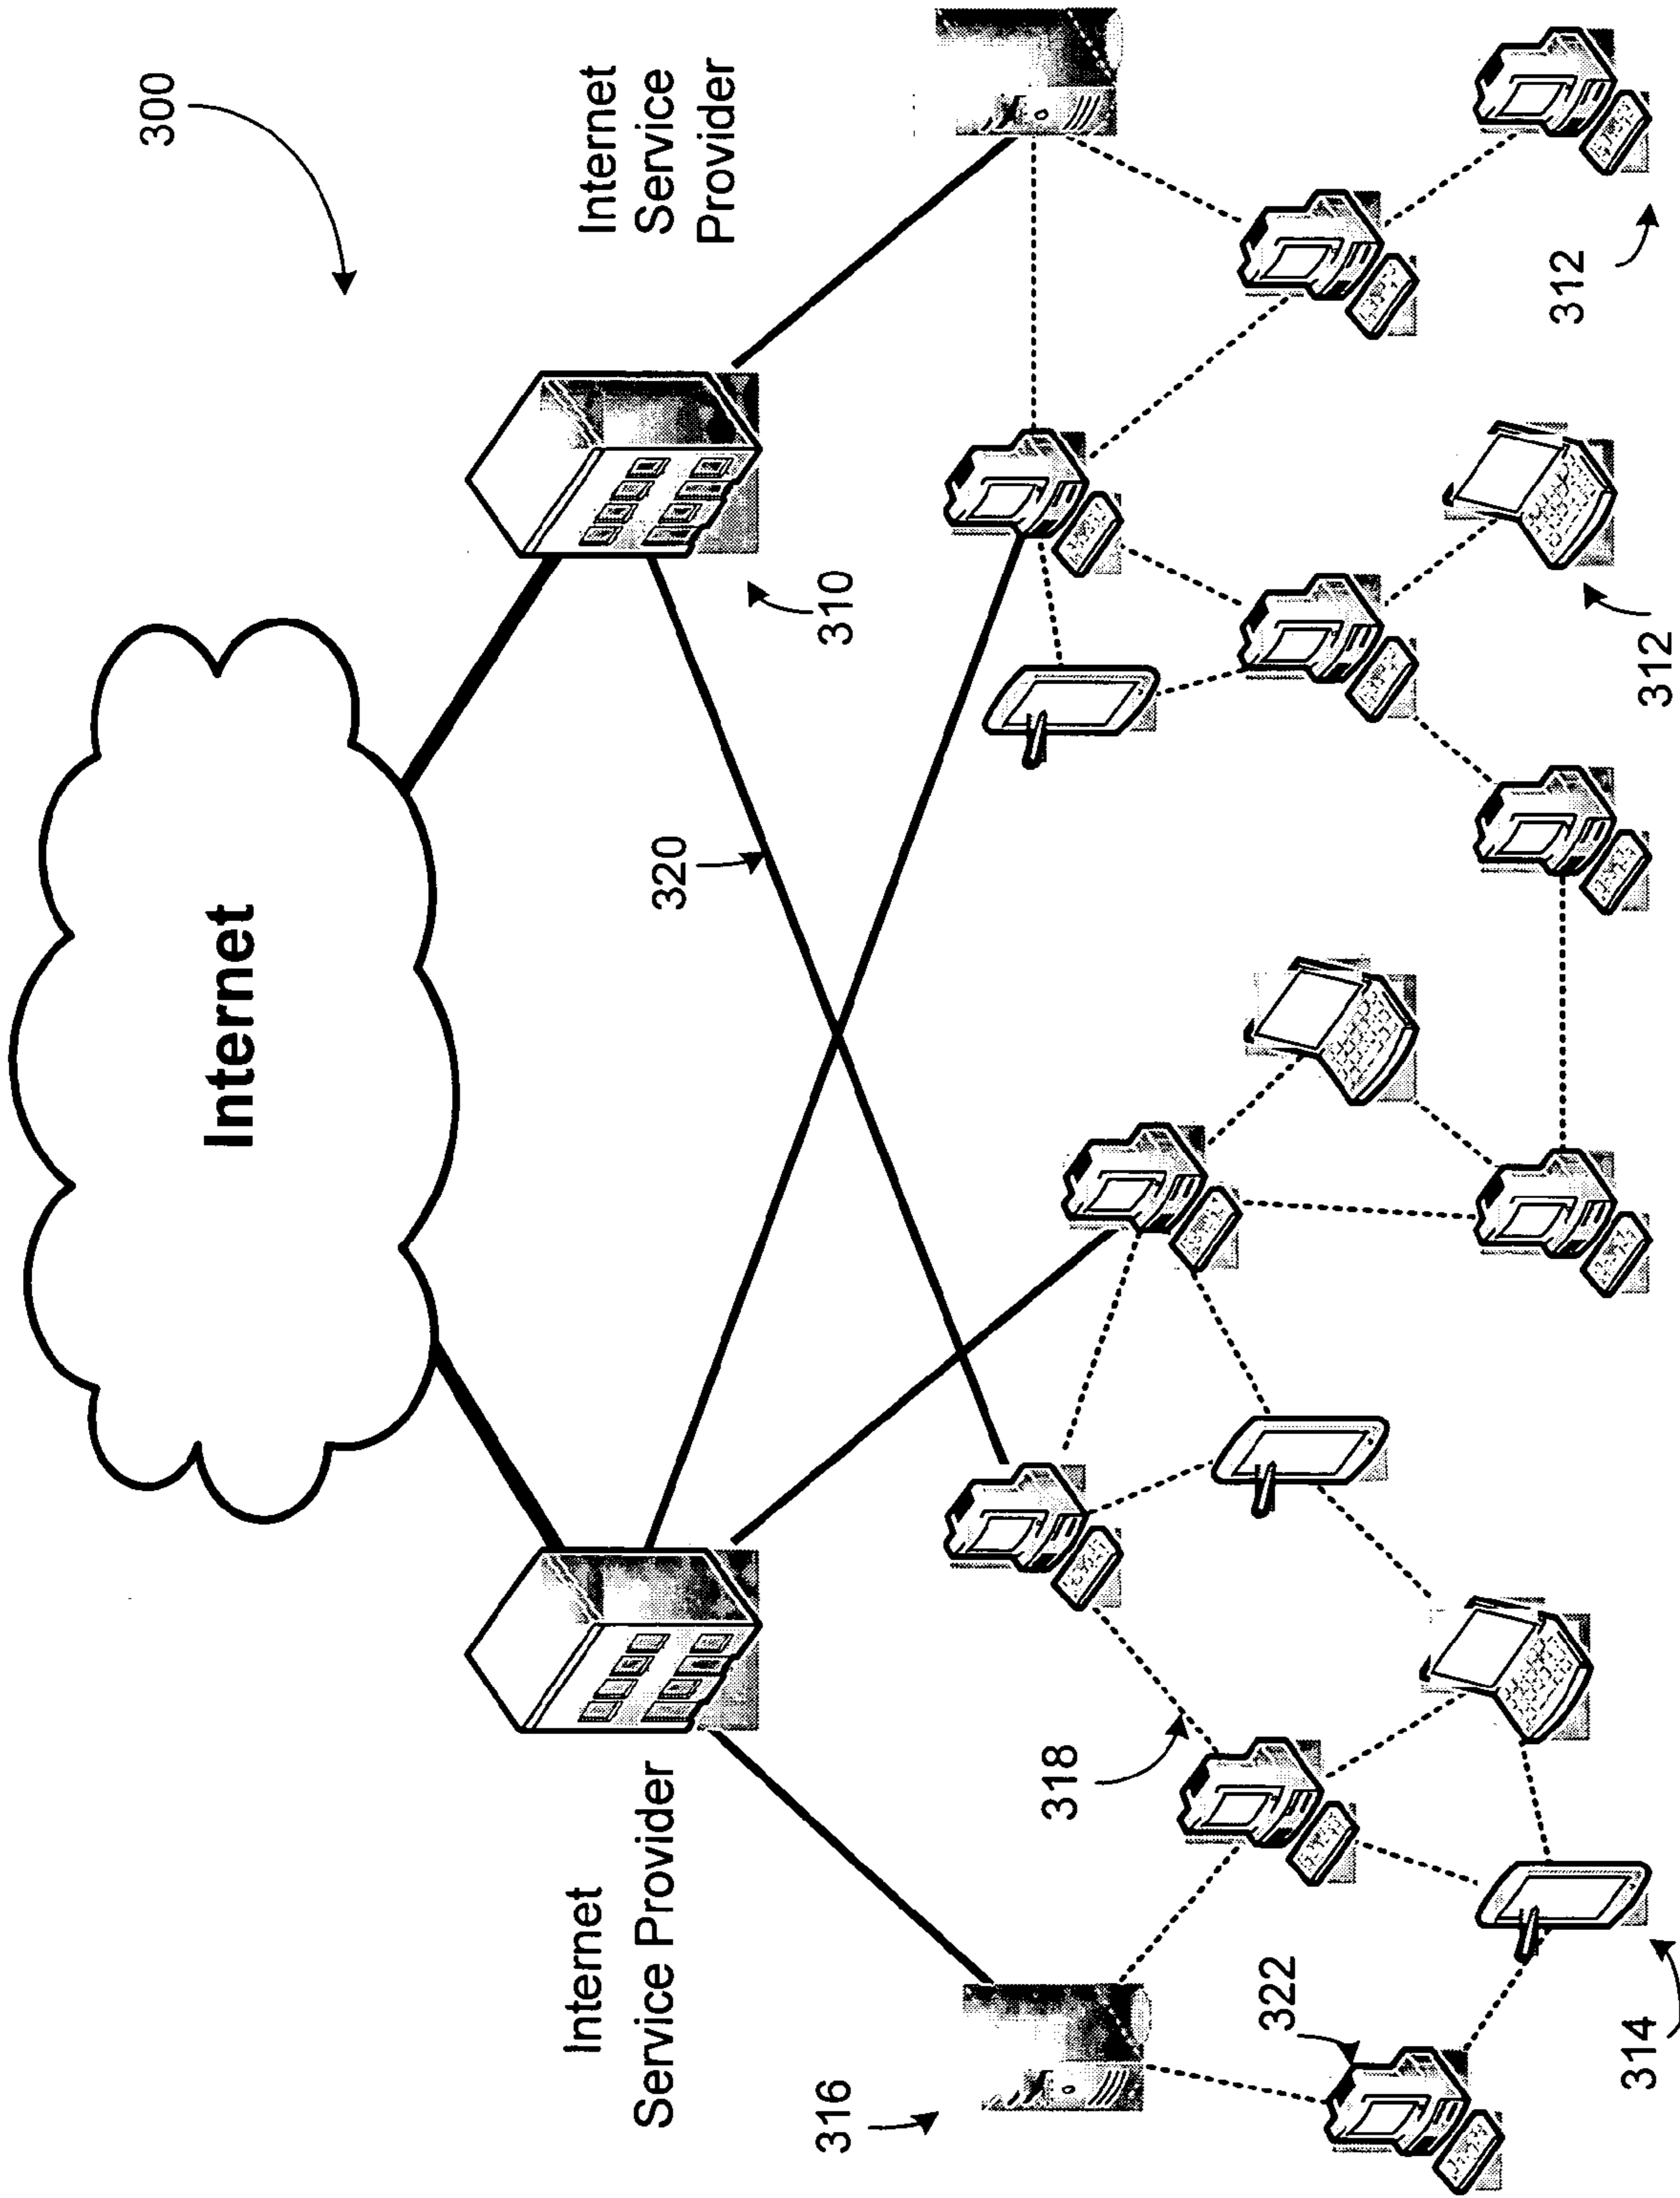 300
Internet
Internet
Service Provider
Internet
Service
Provider
310
320
316
318
322
314
312
312